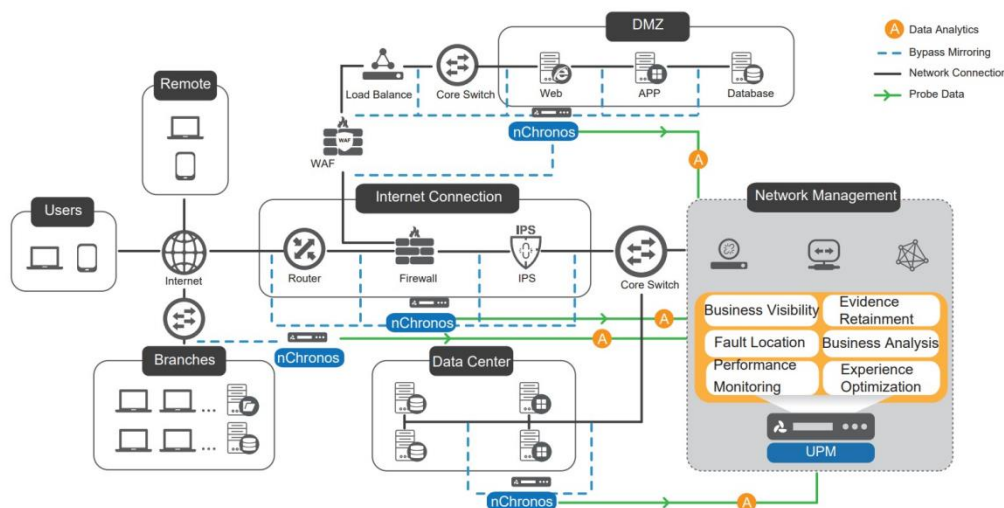 DMZ
A
Data Analytics
Bypass Mirroring
Network Connection
Probe Data
Remote
Load Balance
Core Switch
Web
APP
Database
nChronos
WAF
WAF
A
Users
Internet Connection
Network Management
IPS
Internet
Router
Firewall
IPS
Core Switch
Business Visibility
Evidence
Retainment
Fault Location
Business Analysis
Performance
Monitoring
Experience
Optimization
nChronos
A
nChronos
A
Branches
Data Center
...
...
UPM
nChronos
A